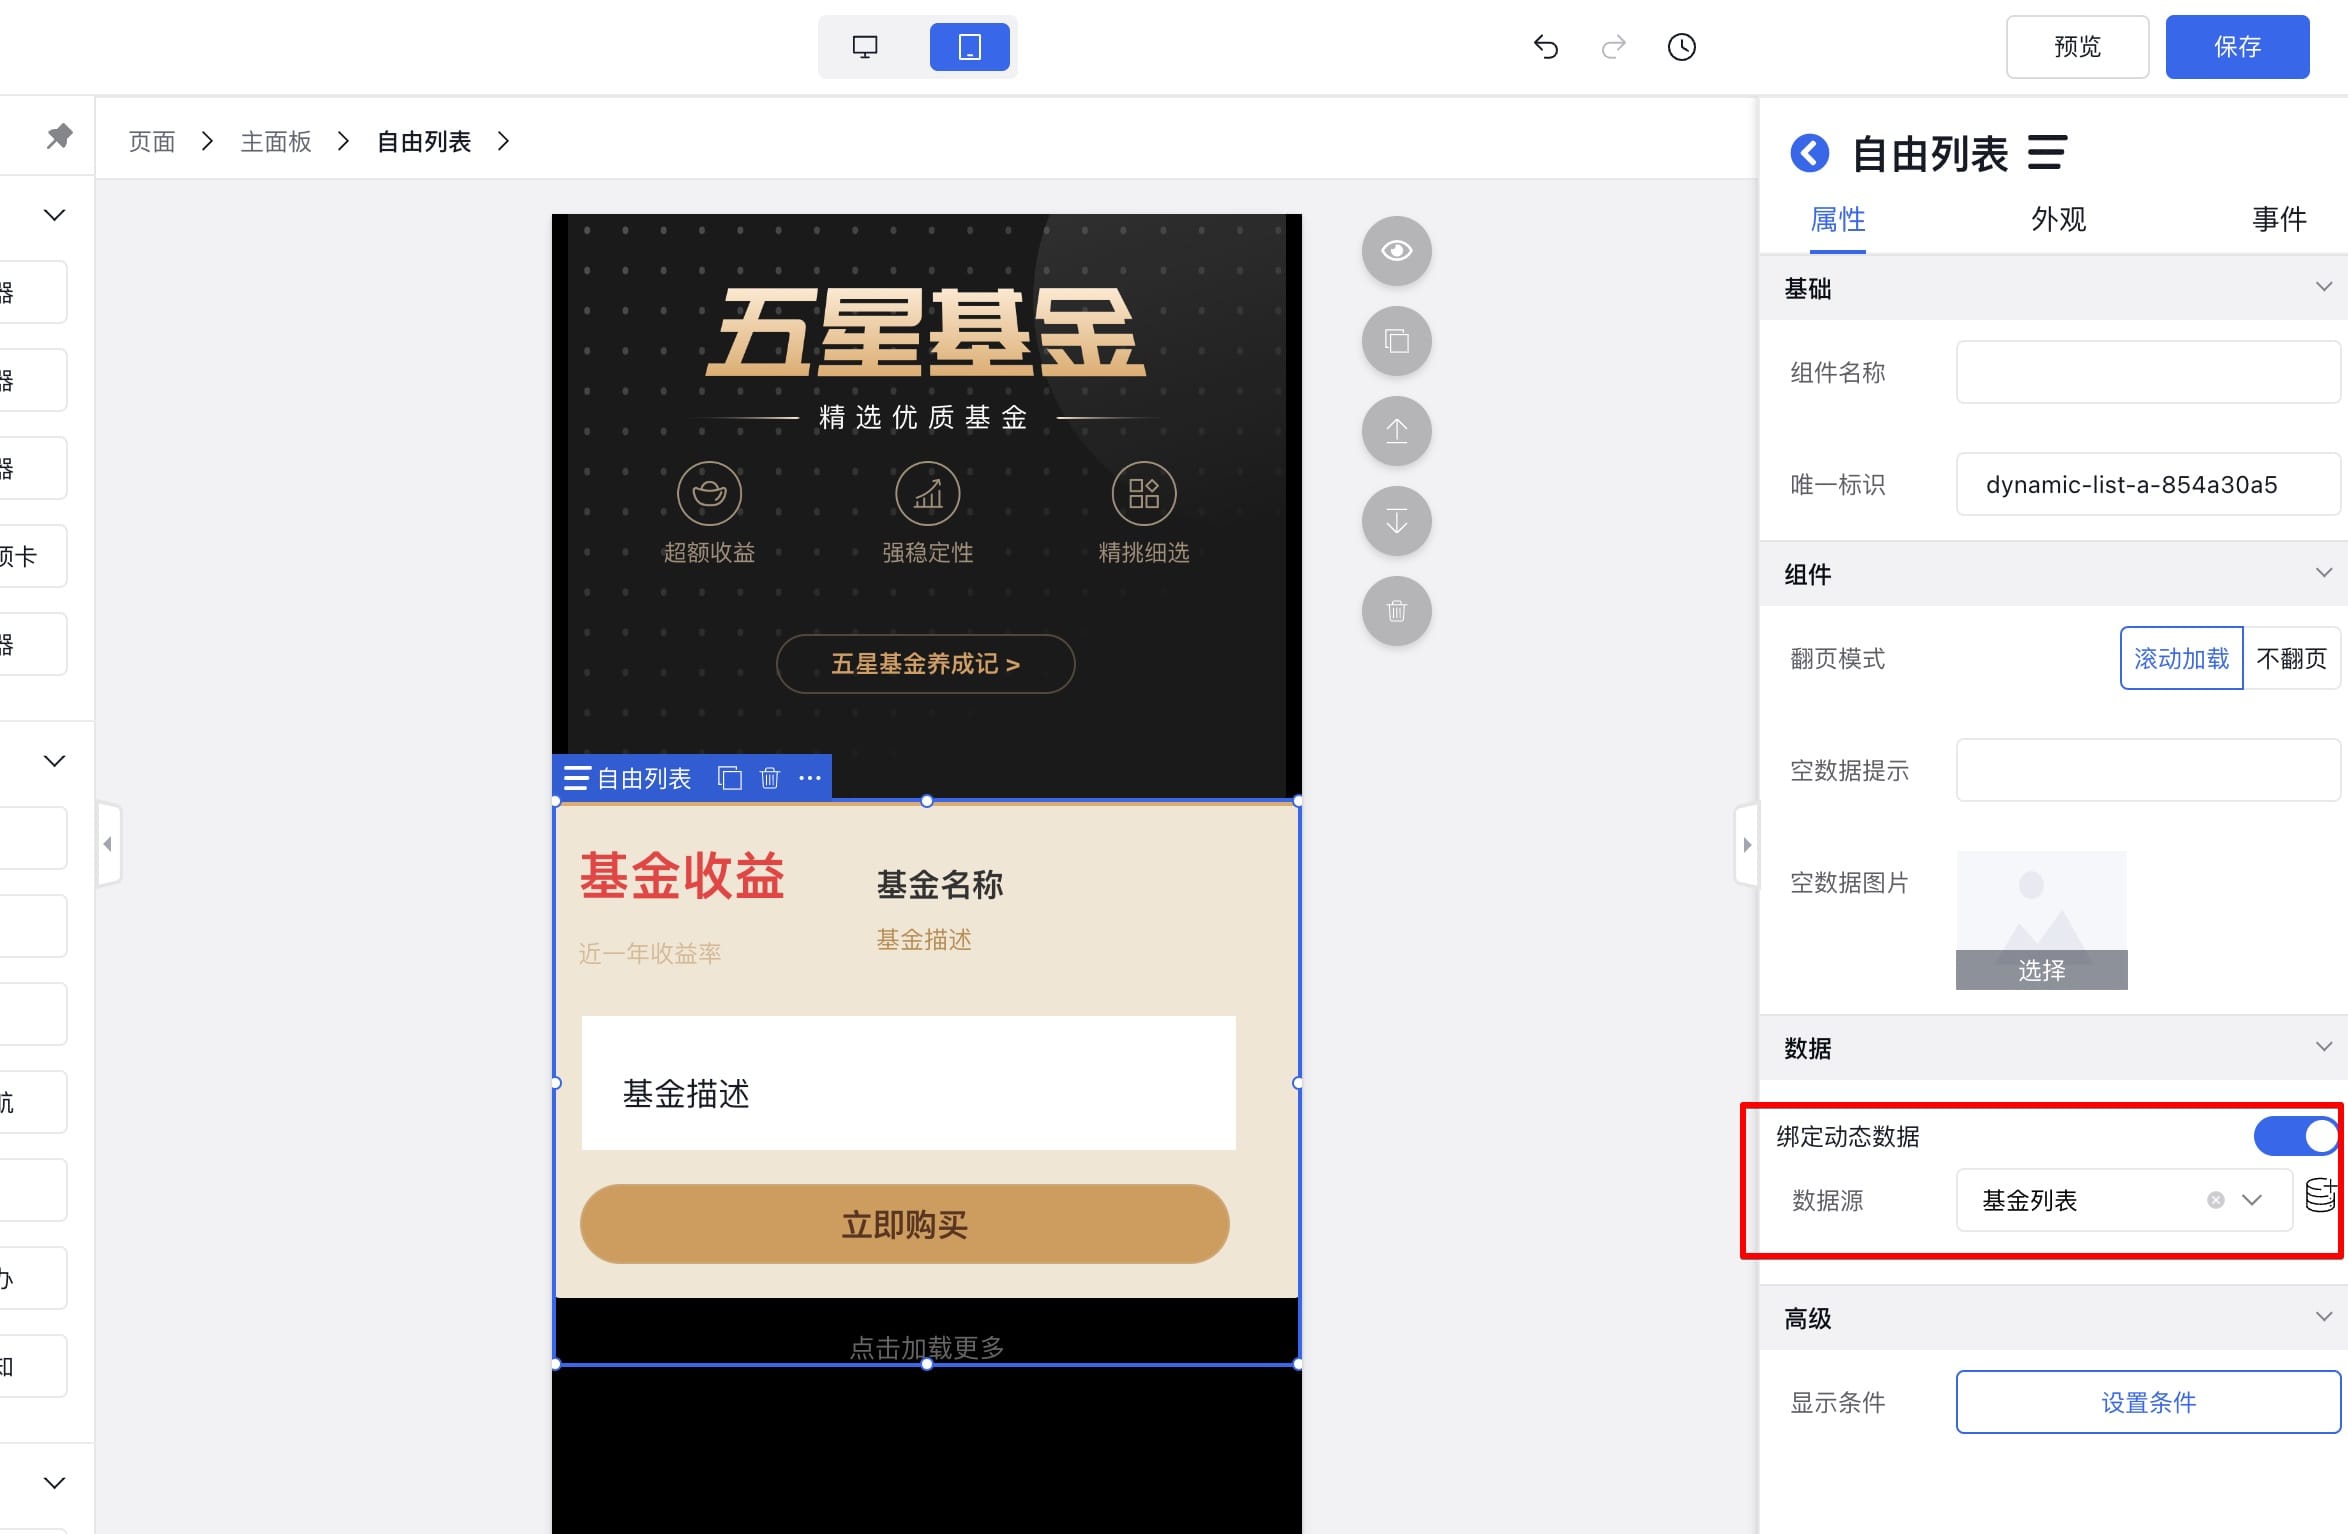 预览
保存
页面
主面板
自由列表
器
器
器
项卡
器
航
办
知
五星基金
精选优质基金
超额收益
强稳定性
精挑细选
五星基金养成记 >
自由列表
基金收益
基金名称
近一年收益率
基金描述
基金描述
立即购买
点击加载更多
自由列表
属性
外观
事件
基础
组件名称
唯一标识
dynamic-list-a-854a30a5
组件
翻页模式
滚动加载
不翻页
空数据提示
空数据图片
选择
数据
绑定动态数据
数据源
基金列表
高级
显示条件
设置条件